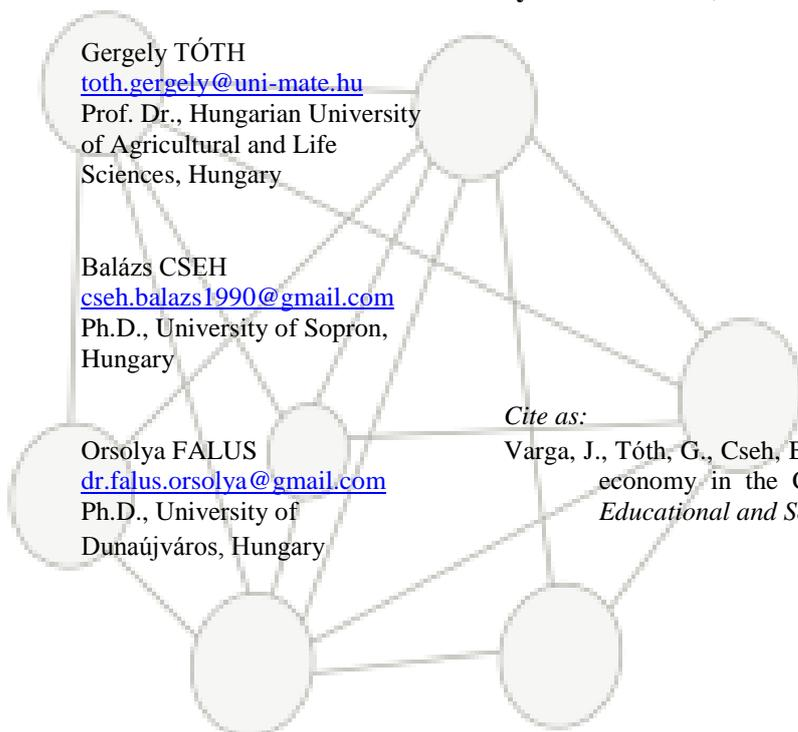 Gergely TÓTH
toth.gergely@uni-mate.hu
Prof. Dr., Hungarian University
of Agricultural and Life
Sciences, Hungary
Balázs CSEH
cseh.balazs1990@gmail.com
Ph.D., University of Sopron,
Hungary
Orsolya FALUS
dr.falus.orsolya@gmail.com
Ph.D., University of
Dunaújváros, Hungary
Cite as:
Varga, J., Tóth, G., Cseh,
economy in the
Educational and